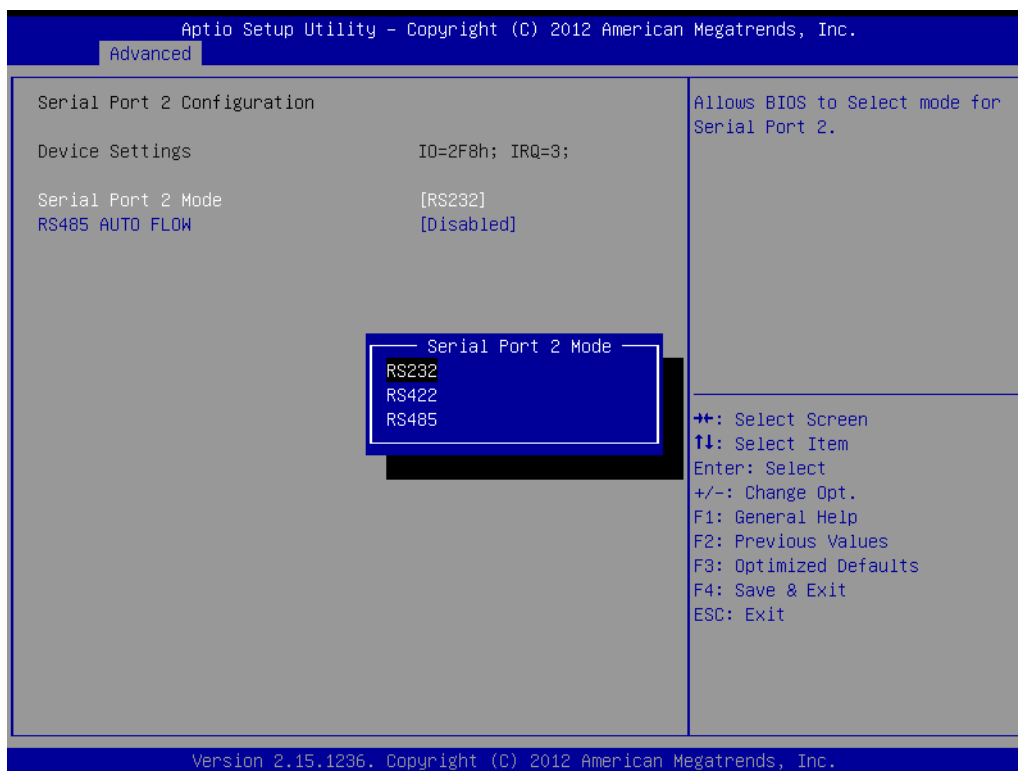 Aptio Setup Utility – Copyright (C) 2012 American Megatrends, Inc.
Advanced
Serial Port 2 Configuration
Device Settings IO=2F8h; IRQ=3;
Serial Port 2 Mode [RS232]
RS485 AUTO FLOW [Disabled]
Serial Port 2 Mode
RS232
RS422
RS485
Allows BIOS to Select mode for
Serial Port 2.
→←: Select Screen
↑↓: Select Item
Enter: Select
+/-: Change Opt.
F1: General Help
F2: Previous Values
F3: Optimized Defaults
F4: Save & Exit
ESC: Exit
Version 2.15.1236. Copyright (C) 2012 American Megatrends, Inc.